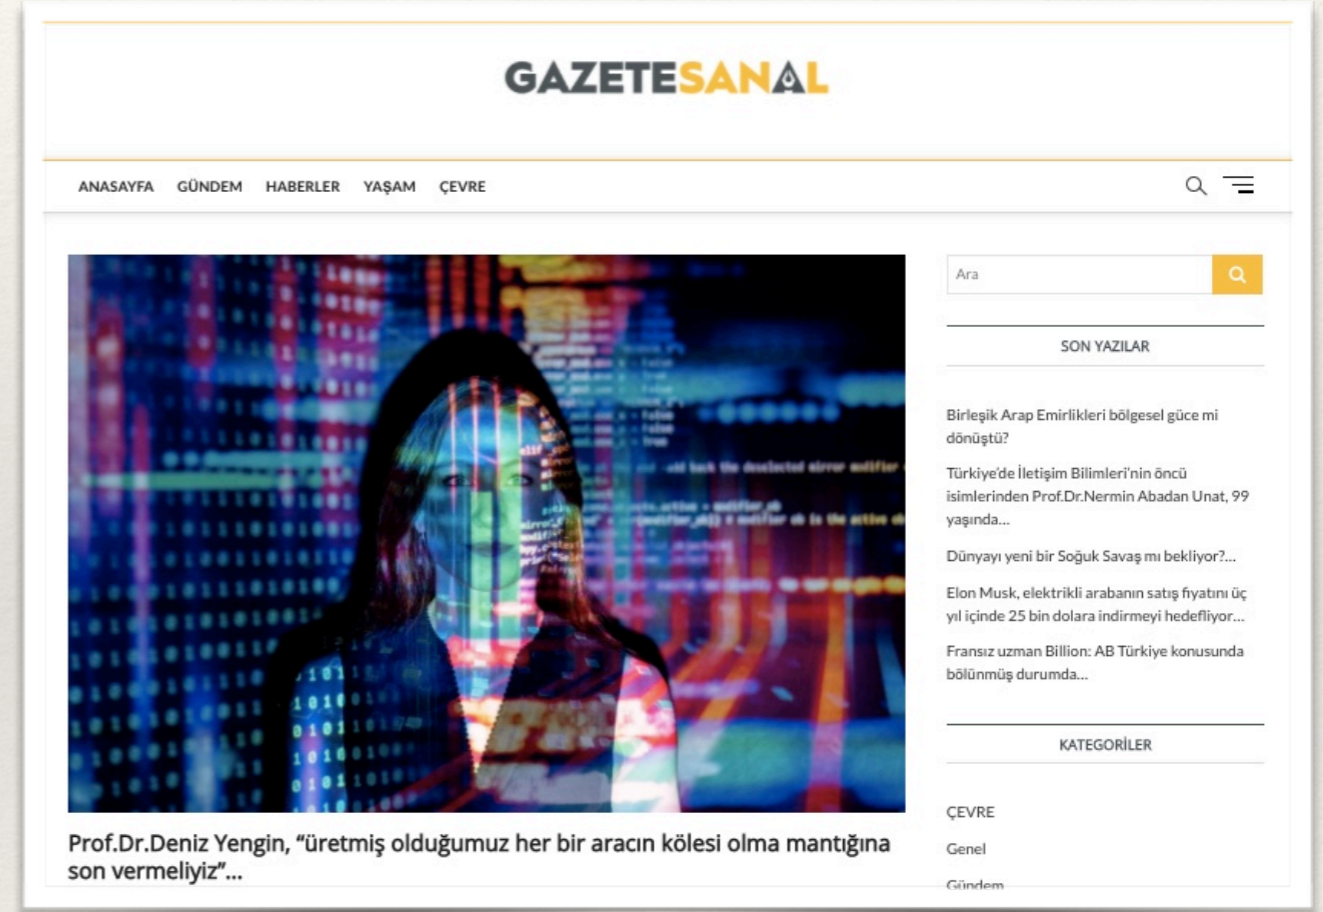 GAZETESANAL
ANASAYFA GÜNDEM HABERLER YAŞAM ÇEVRE
Ara
SON YAZILAR
Birleşik Arap Emirlikleri bölgesel güce mi
dönüştü?
Türkiye'de İletişim Bilimleri'nin öncü
isimlerinden Prof.Dr.Nermin Abadan Unat, 99
yaşında...
Dünyayı yeni bir Soğuk Savaş mı bekliyor?...
Elon Musk, elektrikli arabanın satış fiyatını üç
yıl içinde 25 bin dolara indirmeyi hedefliyor...
Fransız uzman Billion: AB Türkiye konusunda
bölünmüş durumda...
KATEGORİLER
ÇEVRE
Genel
Gündem
Prof.Dr.Deniz Yengin, “üretmiş olduğumuz her bir aracın kölesi olma mantığına
son vermeliyiz”...